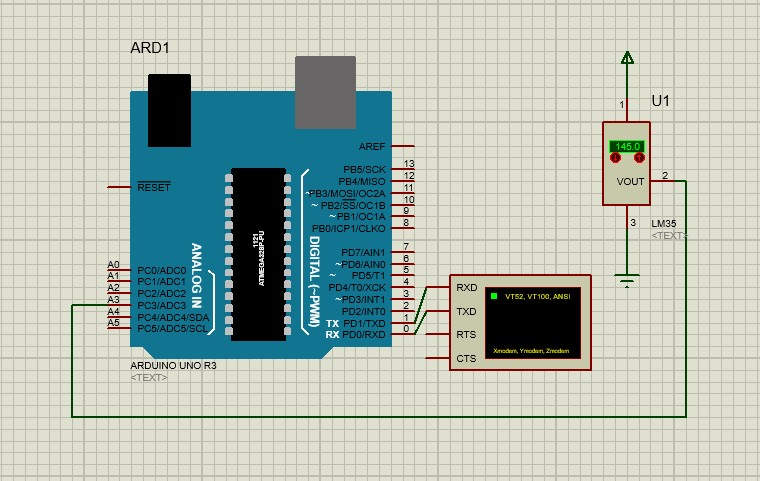 ARD1
AREF
RESET
PB5/SCK 13
PB4/MISO 12
~PB3/MOSI/OC2A 11
~ PB2/SS/OC1B 10
~ PB1/OC1A 9
PB0/ICP1/CLKO 8
PD7/AIN1 7
~PD6/AIN0 6
~ PD5/T1 5
PD4/T0/XCK 4
~PD3/INT1 3
PD2/INT0 2
TX PD1/TXD 1
RX PD0/RXD 0
ANALOG IN
1121
ATMEGA328P-PU
DIGITAL (~PWM)
A0 PC0/ADC0
A1 PC1/ADC1
A2 PC2/ADC2
A3 PC3/ADC3
A4 PC4/ADC4/SDA
A5 PC5/ADC5/SCL
ARDUINO UNO R3
<TEXT>
RXD
TXD
RTS
CTS
VT52, VT100, ANSI
Xmodem, Ymodem, Zmodem
U1
1
145.0
VOUT 2
3
LM35
<TEXT>